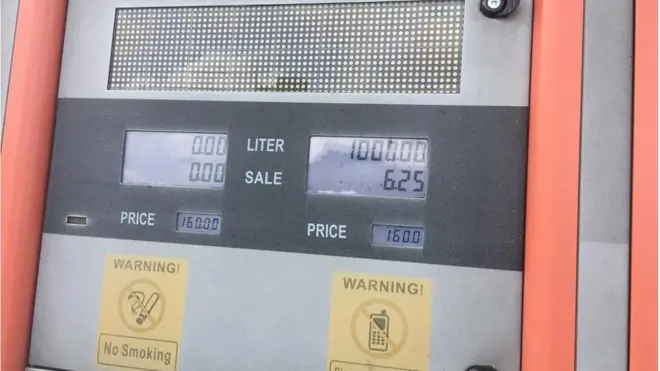 0.00 LITER 1000.00
0.00 SALE 6.25
PRICE 160.00 PRICE 160.0
WARNING! WARNING!
No Smoking